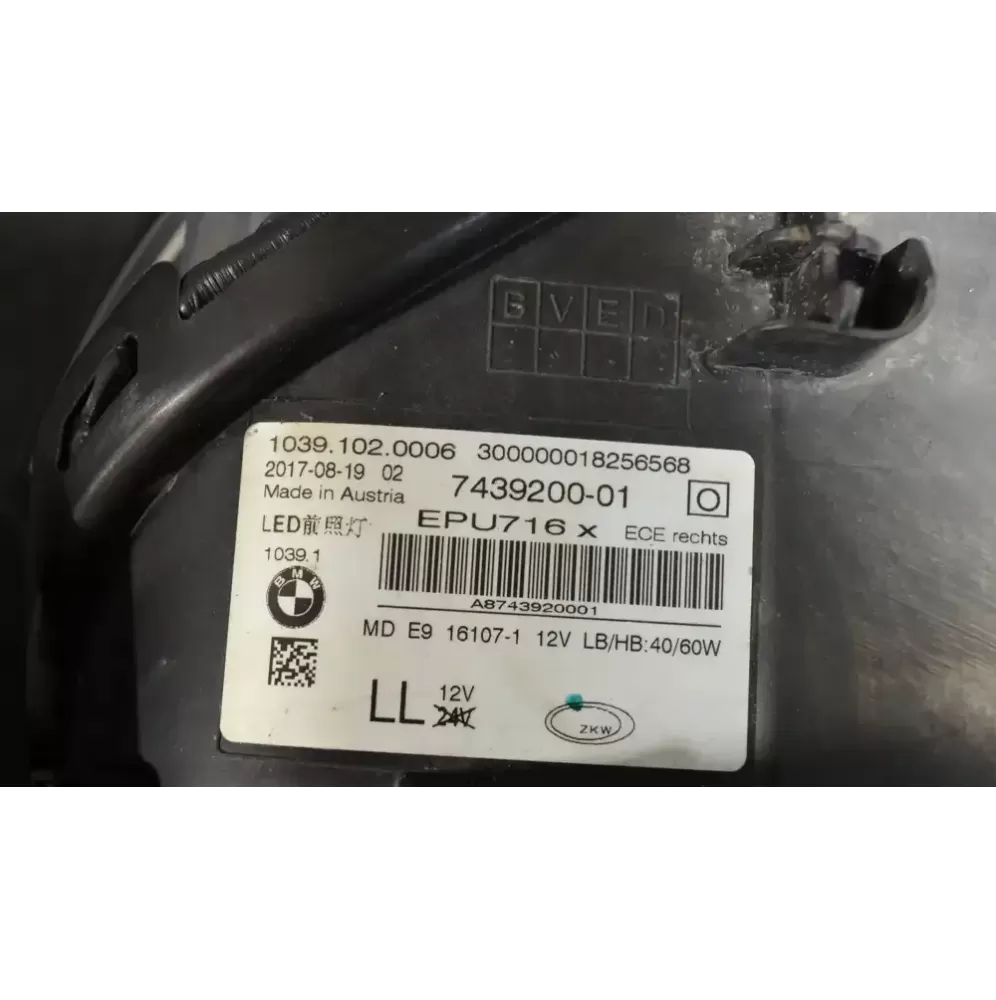 BVED
1039.102.0006 300000018256568
2017-08-19 02 7439200-01
Made in Austria
LED前照灯 EPU716 x ECE rechts
1039.1
BMW
A8743920001
MD E9 16107-1 12V LB/HB:40/60W
LL 12V
24V
ZKW